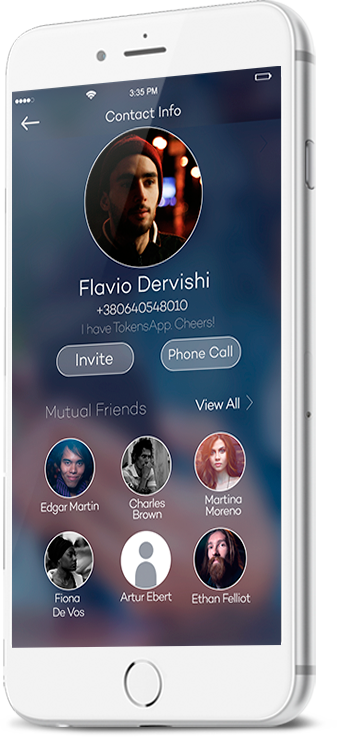 3:35 PM
Contact Info
Flavio Dervishi
+380640548010
I have TokensApp. Cheers!
Invite
Phone Call
Mutual Friends
View All
Edgar Martin
Charles
Brown
Martina
Moreno
Fiona
De Vos
Artur Ebert
Ethan Felliot